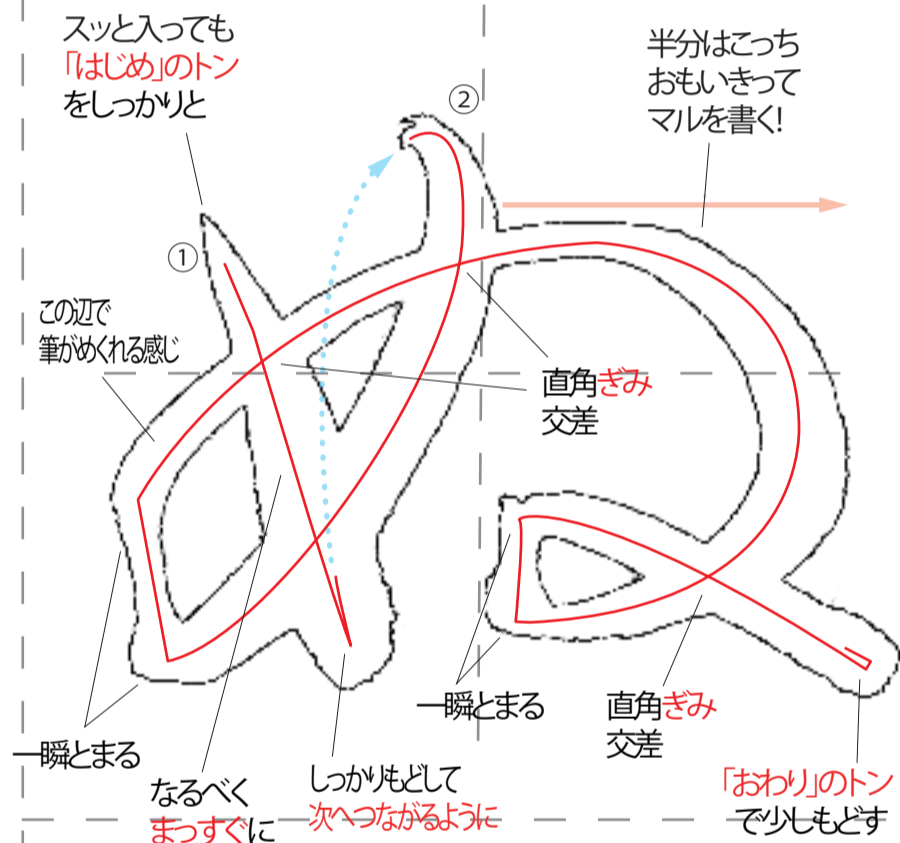 スッと入っても
「はじめ」のトン
をしっかりと
②
半分はこっち
おもいきって
マルを書く!
①
この辺で
筆がめくれる感じ
直角ぎみ
交差
一瞬とまる
直角ぎみ
交差
一瞬とまる
なるべく
まっすぐに
しっかりもどして
次へつながるように
「おわり」のトン
で少しもどす